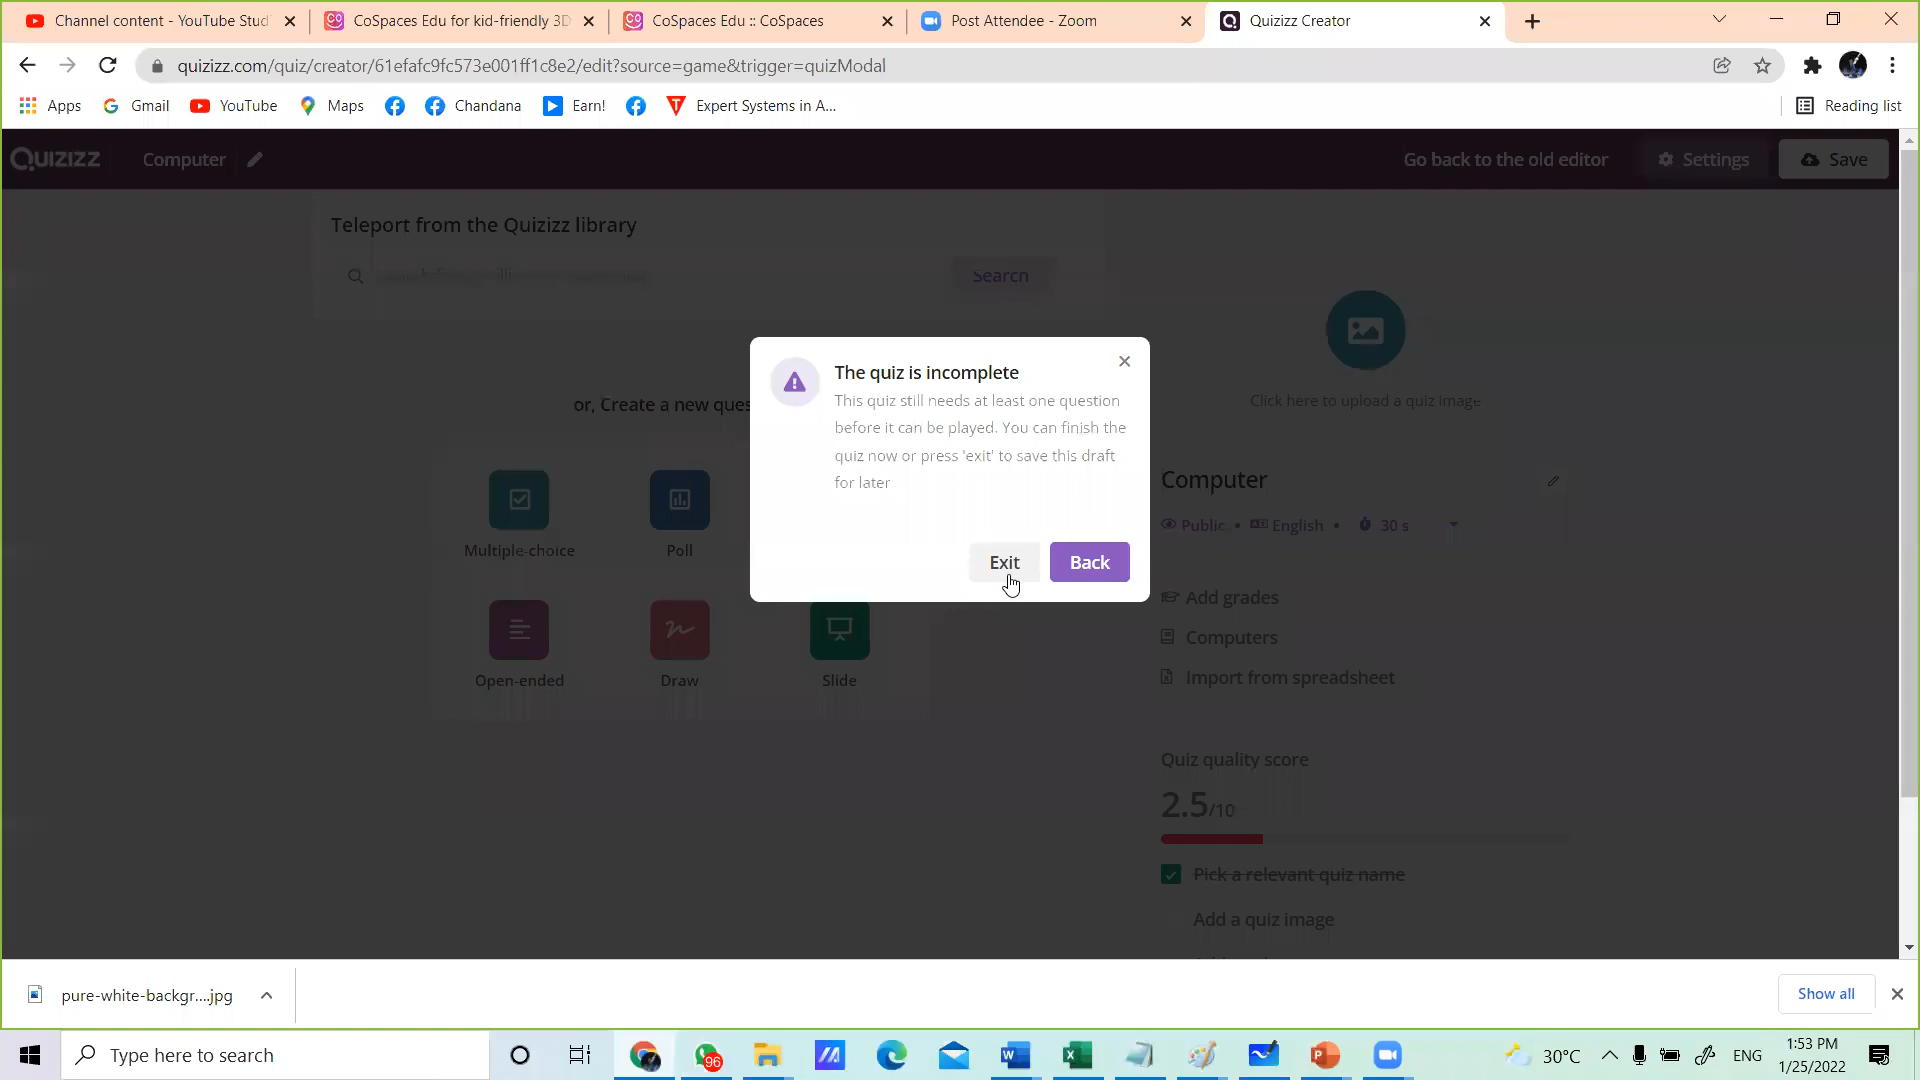 Channel content - YouTube Stud
CoSpaces Edu for kid-friendly 3D
CoSpaces Edu :: CoSpaces
Post Attendee - Zoom
Quizizz Creator
quizizz.com/quiz/creator/61efafc9fc573e001ff1c8e2/edit?source=game&trigger=quizModal
Apps
Gmail
YouTube
Maps
Chandana
Earn!
Expert Systems in A...
Reading list
Quizizz
Computer
Go back to the old editor
Settings
Save
Teleport from the Quizizz library
Search
or, Create a new ques
Multiple-choice
Poll
Open-ended
Draw
Slide
The quiz is incomplete
This quiz still needs at least one question
before it can be played. You can finish the
quiz now or press 'exit' to save this draft
for later
Exit
Back
Click here to upload a quiz image
Computer
Public • English • 30 s
Add grades
Computers
Import from spreadsheet
Quiz quality score
2.5/10
Pick a relevant quiz name
Add a quiz image
pure-white-backgr....jpg
Show all
Type here to search
96
30°C
ENG
1:53 PM
1/25/2022